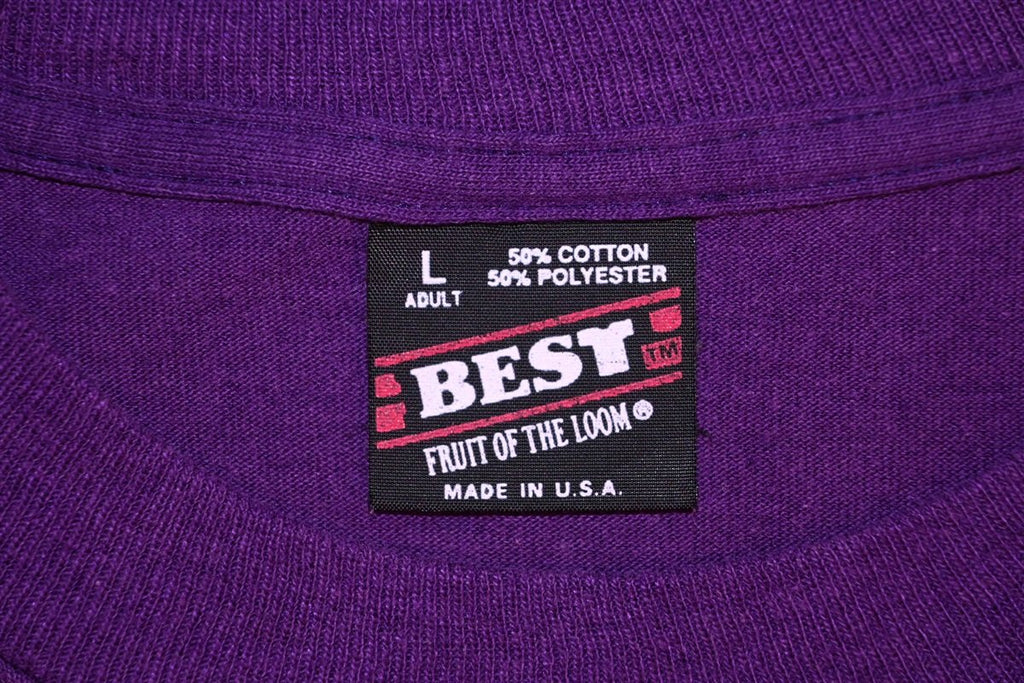 L
ADULT
50% COTTON
50% POLYESTER
BEST
TM
FRUIT OF THE LOOM®
MADE IN U.S.A.